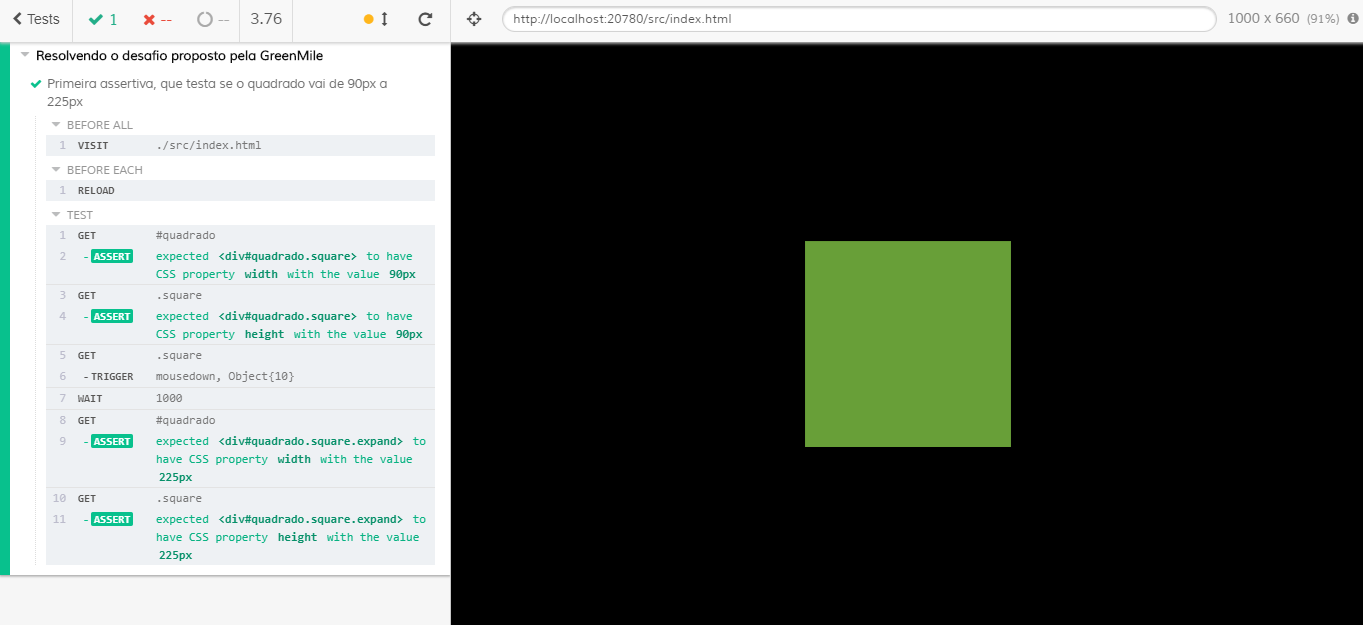 Tests 1 -- -- 3.76
http://localhost:20780/src/index.html 1000 x 660 (91%)
Resolvendo o desafio proposto pela GreenMile
Primeira assertiva, que testa se o quadrado vai de 90px a
225px
BEFORE ALL
1 VISIT ./src/index.html
BEFORE EACH
1 RELOAD
TEST
1 GET #quadrado
2 -ASSERT expected <div#quadrado.square> to have
CSS property width with the value 90px
3 GET .square
4 -ASSERT expected <div#quadrado.square> to have
CSS property height with the value 90px
5 GET .square
6 -TRIGGER mousedown, Object{10}
7 WAIT 1000
8 GET #quadrado
9 -ASSERT expected <div#quadrado.square.expand> to
have CSS property width with the value
225px
10 GET .square
11 -ASSERT expected <div#quadrado.square.expand> to
have CSS property height with the value
225px